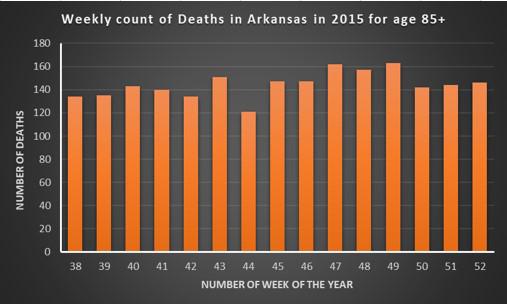 Weekly count of Deaths in Arkansas in 2015 for age 85+
180
160
140
120
100
80
60
40
20
0
NUMBER OF DEATHS
38 39 40 41 42 43 44 45 46 47 48 49 50 51 52
NUMBER OF WEEK OF THE YEAR